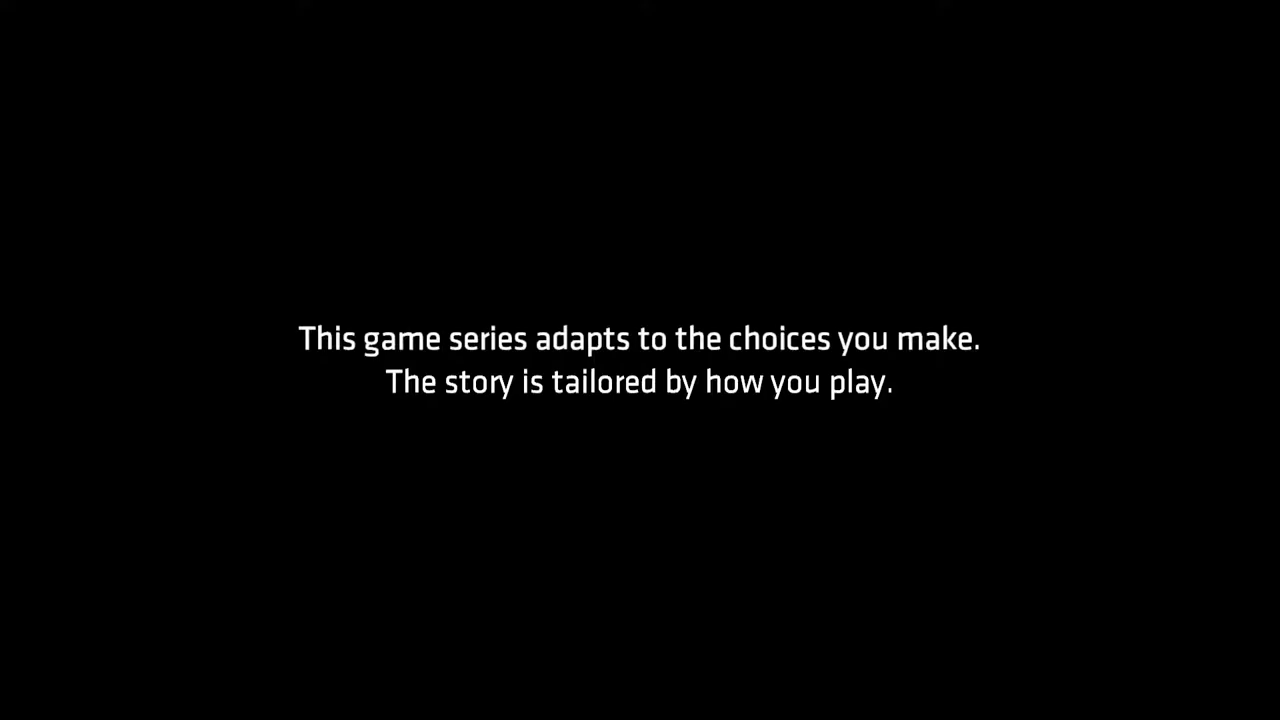 This game series adapts to the choices you make.
The story is tailored by how you play.